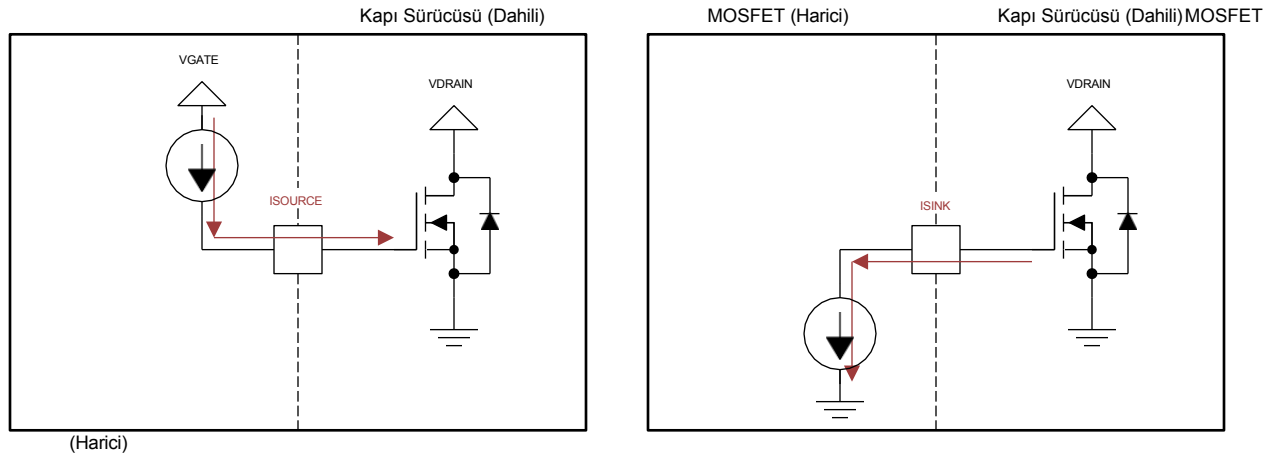 Kapı Sürücüsü (Dahili)
MOSFET (Harici)
Kapı Sürücüsü (Dahili)MOSFET
VGATE
VDRAIN
ISOURCE
VDRAIN
ISINK
(Harici)